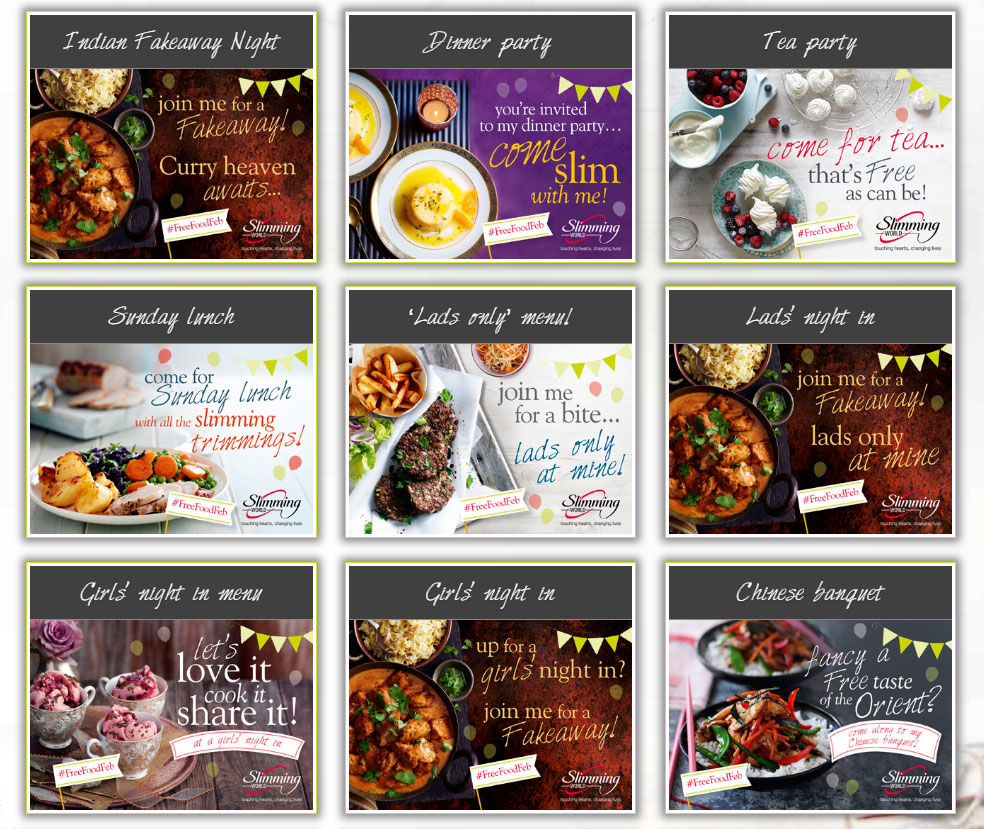 Indian Fakeaway Night
join me for a
Fakeaway!
Curry heaven
awaits...
#FreeFoodFeb
Slimming
WORLD
touching hearts, changing lives
Dinner party
you're invited
to my dinner party...
come
slim
with me!
#FreeFoodFeb
Slimming
WORLD
touching hearts, changing lives
Tea party
come for tea...
that's Free
as can be!
#FreeFoodFeb
Slimming
WORLD
touching hearts, changing lives
Sunday lunch
come for
Sunday lunch
with all the slimming
trimmings!
#FreeFoodFeb
Slimming
WORLD
touching hearts, changing lives
‘Lads only’ menu!
join me
for a bite...
lads only
at mine!
#FreeFoodFeb
Slimming
WORLD
touching hearts, changing lives
Lads' night in
join me for a
Fakeaway!
lads only
at mine
#FreeFoodFeb
Slimming
WORLD
touching hearts, changing lives
Girls' night in menu
let's
love it
cook it
share it!
at a girls' night in
#FreeFoodFeb
Slimming
WORLD
touching hearts, changing lives
Girls' night in
up for a
girls' night in?
join me for a
Fakeaway!
#FreeFoodFeb
Slimming
WORLD
touching hearts, changing lives
Chinese banquet
fancy a
Free taste
of the Orient?
come along to my
Chinese banquet!
#FreeFoodFeb
Slimming
WORLD
touching hearts, changing lives